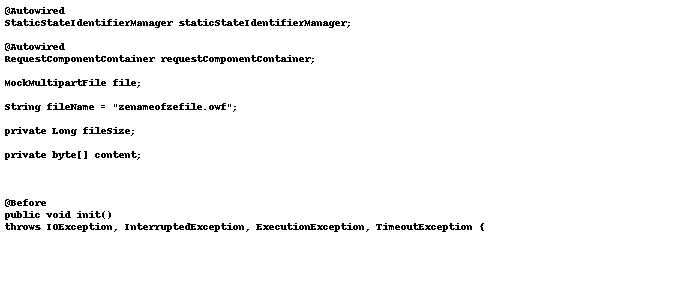 @Autowired
StaticStateIdentifierManager staticStateIdentifierManager;
@Autowired
RequestComponentContainer requestComponentContainer;
MockMultipartFile file;
String fileName = "zenameofzefile.owf";
private Long fileSize;
private byte[] content;
@Before
public void init()
throws IOException, InterruptedException, ExecutionException, TimeoutException {